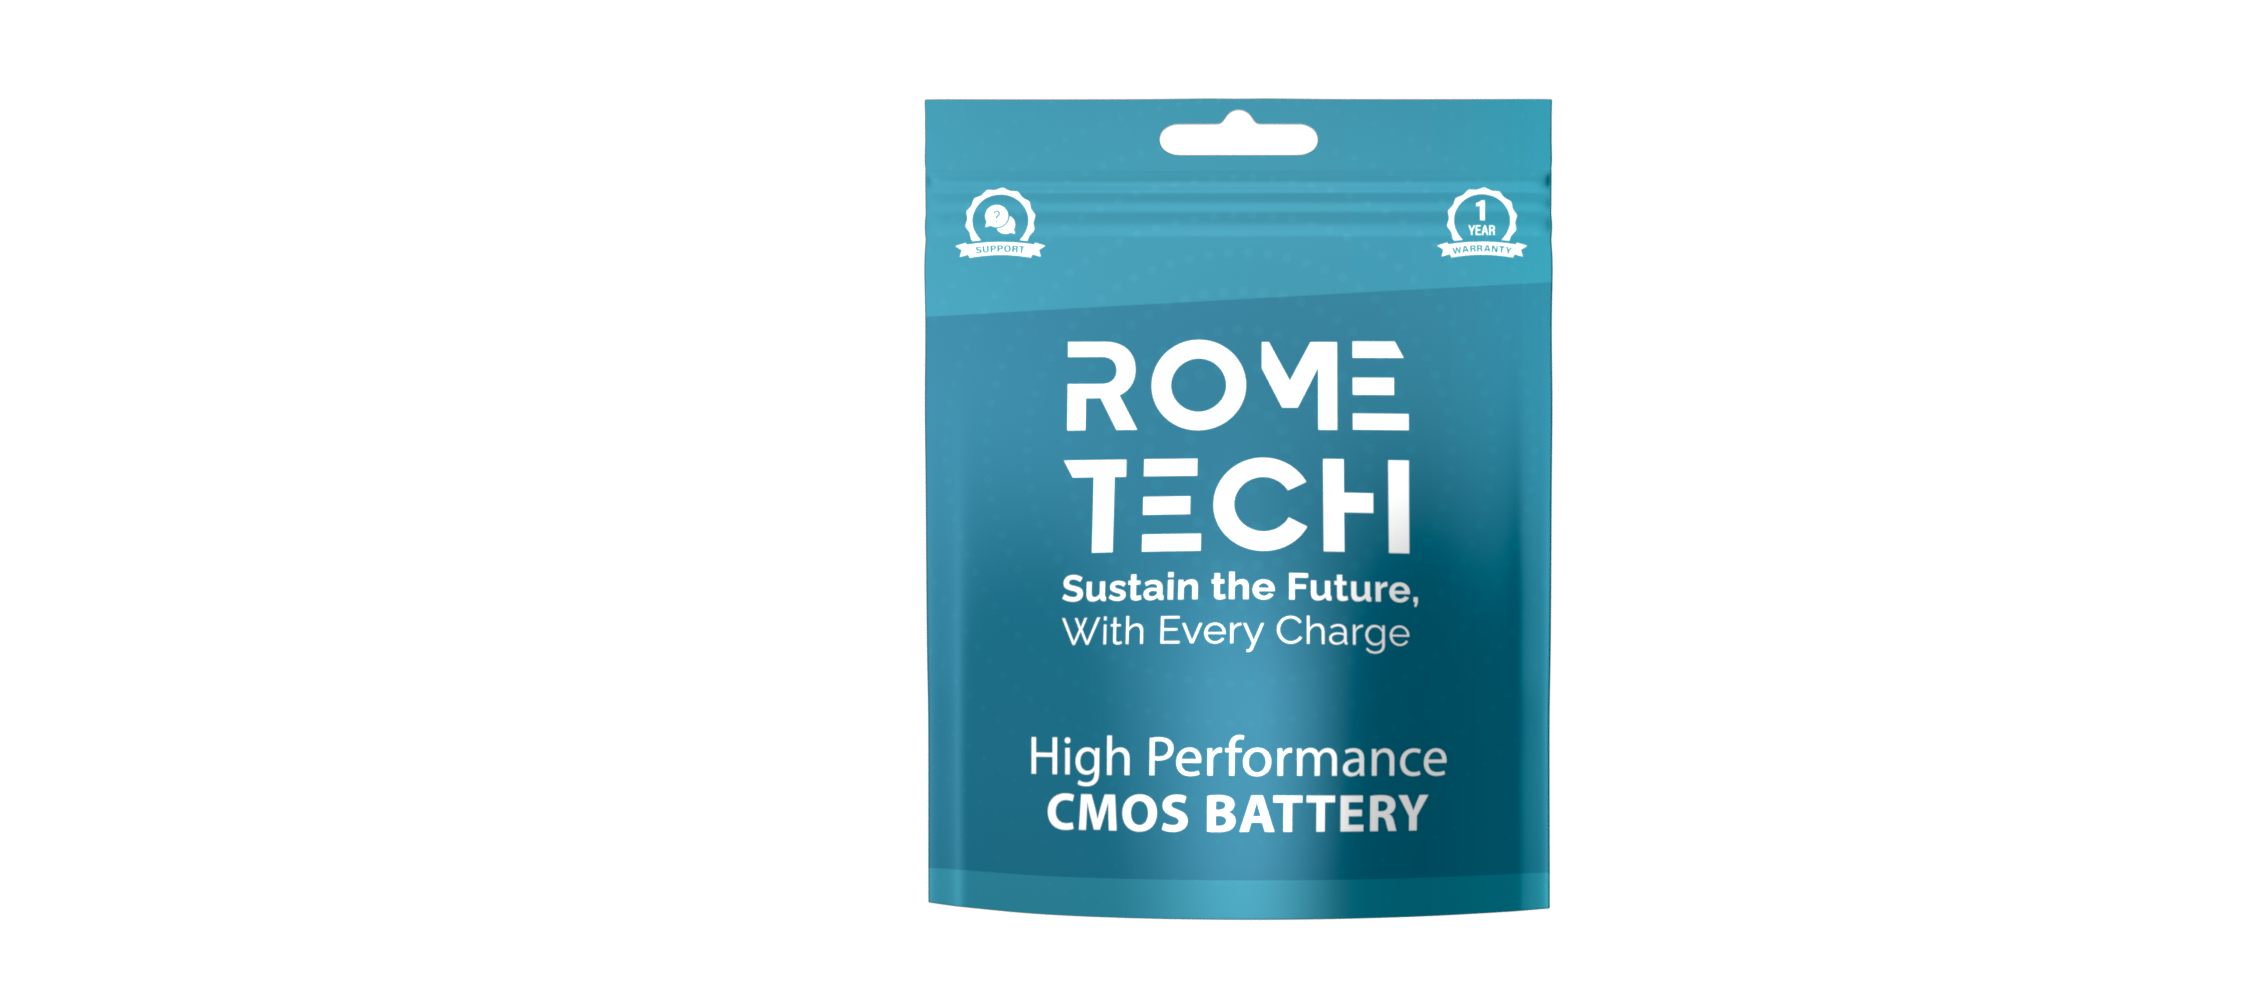 ?
SUPPORT
1
YEAR
WARRANTY
ROME
TECH
Sustain the Future,
With Every Charge
High Performance
CMOS BATTERY